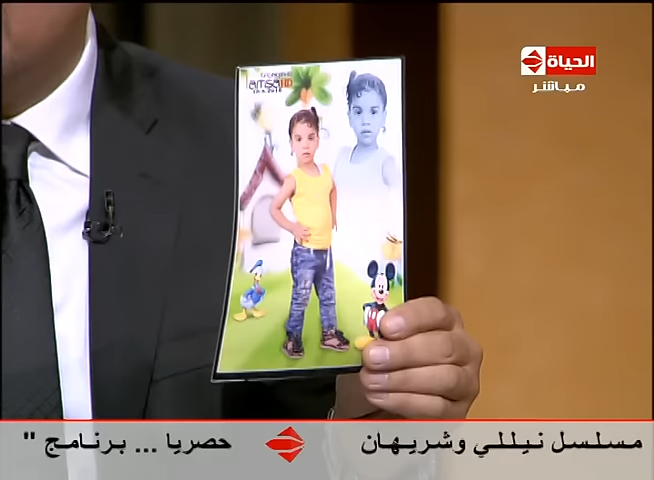 الحياة
مباشر
مسلسل نيللي وشريهان
حصريا ... برنامج "